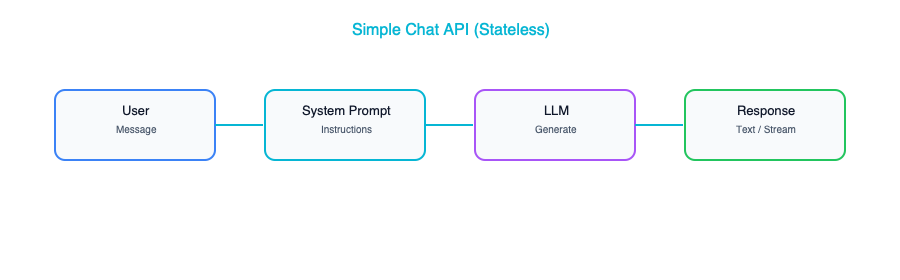 Simple Chat API (Stateless)
User
Message
System Prompt
Instructions
LLM
Generate
Response
Text / Stream